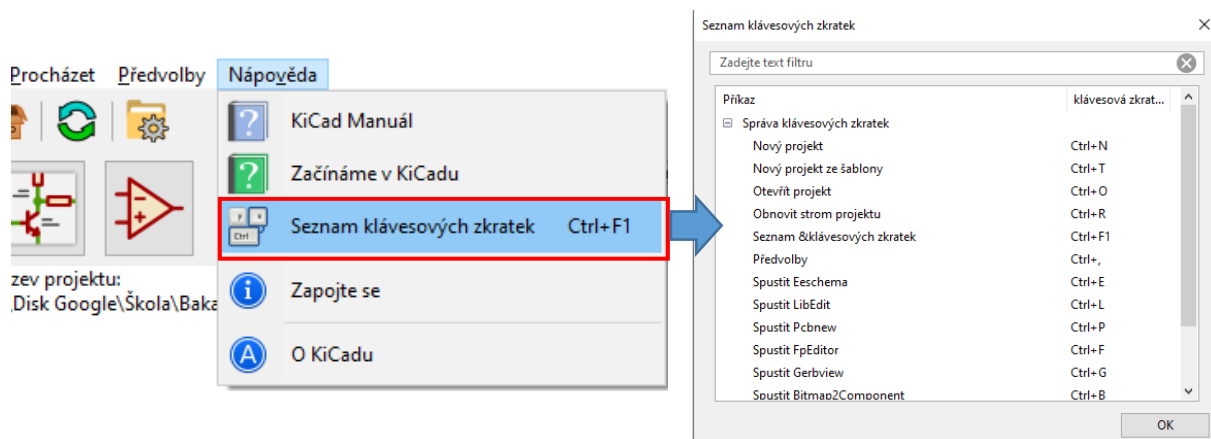 Procházet Předvolby Nápověda
KiCad Manuál
Začínáme v KiCadu
Seznam klávesových zkratek Ctrl+F1
Ctrl
Zapojte se
O KiCadu
zev projektu:
Disk Google\Škola\Baka
Seznam klávesových zkratek
Zadejte text filtru
Příkaz klávesová zkrat...
Správa klávesových zkratek
Nový projekt Ctrl+N
Nový projekt ze šablony Ctrl+T
Otevřít projekt Ctrl+O
Obnovit strom projektu Ctrl+R
Seznam &klávesových zkratek Ctrl+F1
Předvolby Ctrl+,
Spustit Eeschema Ctrl+E
Spustit LibEdit Ctrl+L
Spustit Pcbnew Ctrl+P
Spustit FpEditor Ctrl+F
Spustit Gerbview Ctrl+G
Spustit Bitmap2Component Ctrl+B
OK